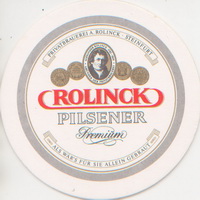 PRIVATBRAUEREI A. ROLINCK · STEINFURT
ROLINCK
PILSENER
Premium
ALS WÄR'S FÜR SIE ALLEIN GEBRAUT